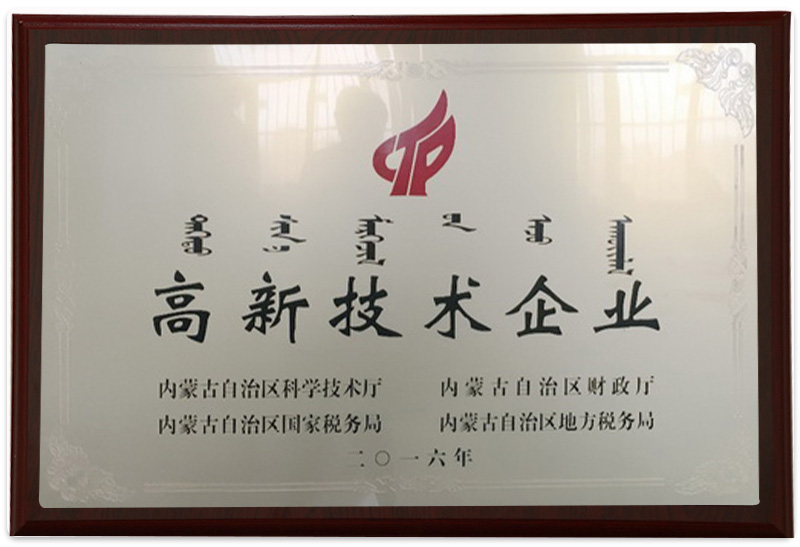 高新技术企业
内蒙古自治区科学技术厅 内蒙古自治区财政厅
内蒙古自治区国家税务局 内蒙古自治区地方税务局
二〇一六年